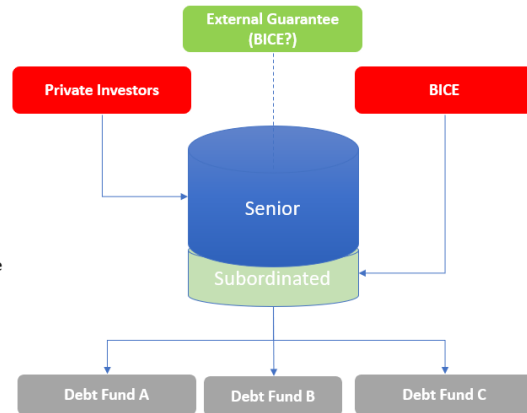 External Guarantee
(BICE?)
Private Investors
BICE
Senior
e
Subordinated
Debt Fund A
Debt Fund B
Debt Fund C